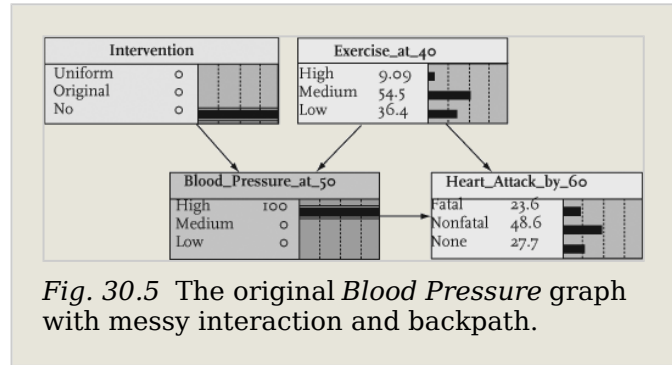 Intervention
Uniform 0
Original 0
No 0
Exercise_at_40
High 9.09
Medium 54.5
Low 36.4
Blood_Pressure_at_50
High 100
Medium 0
Low 0
Heart_Attack_by_60
Fatal 23.6
Nonfatal 48.6
None 27.7
Fig. 30.5 The original Blood Pressure graph
with messy interaction and backpath.